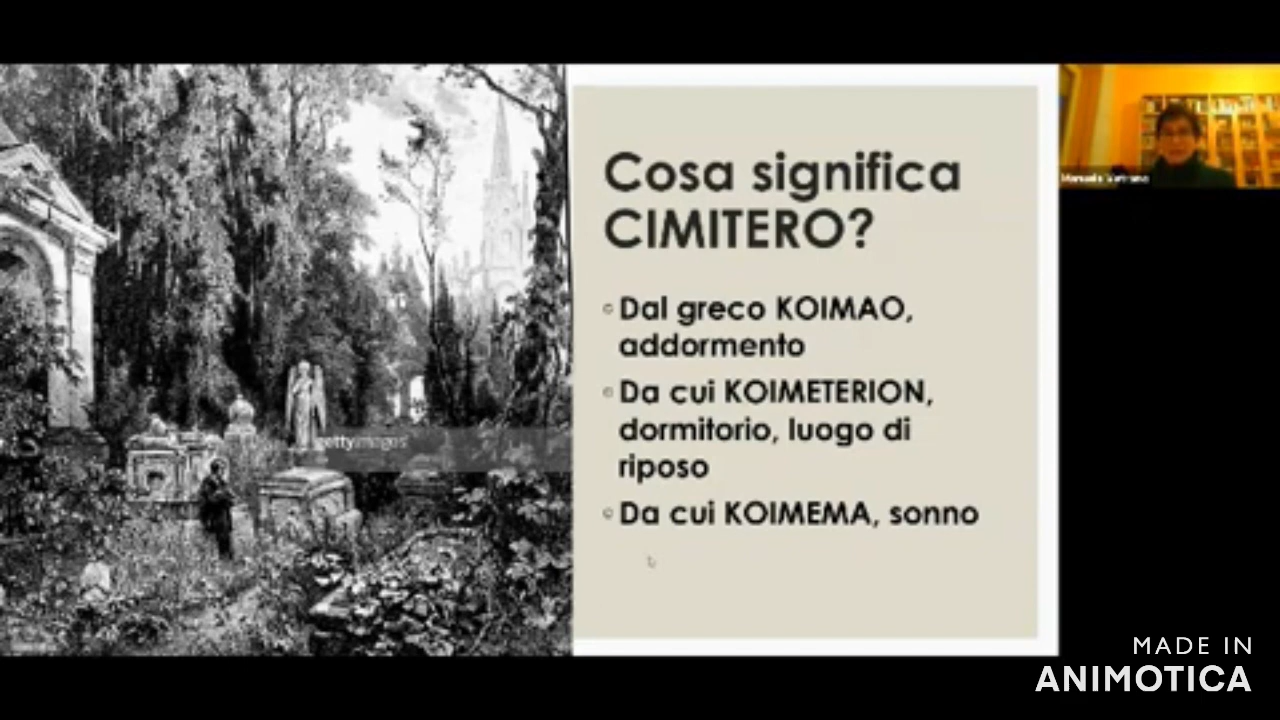 Cosa significa
CIMITERO?
Dal greco KOIMAO,
addormento
Da cui KOIMETERION,
dormitorio, luogo di
riposo
Da cui KOIMEMA, sonno
gettyimages
MADE IN
ANIMOTICA